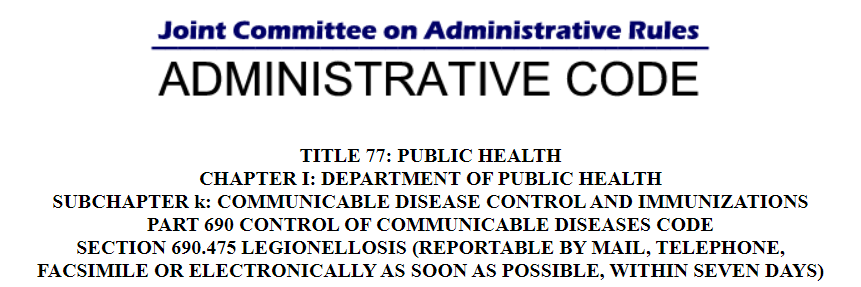 Joint Committee on Administrative Rules
ADMINISTRATIVE CODE
TITLE 77: PUBLIC HEALTH
CHAPTER I: DEPARTMENT OF PUBLIC HEALTH
SUBCHAPTER k: COMMUNICABLE DISEASE CONTROL AND IMMUNIZATIONS
PART 690 CONTROL OF COMMUNICABLE DISEASES CODE
SECTION 690.475 LEGIONELLOSIS (REPORTABLE BY MAIL, TELEPHONE,
FACSIMILE OR ELECTRONICALLY AS SOON AS POSSIBLE, WITHIN SEVEN DAYS)